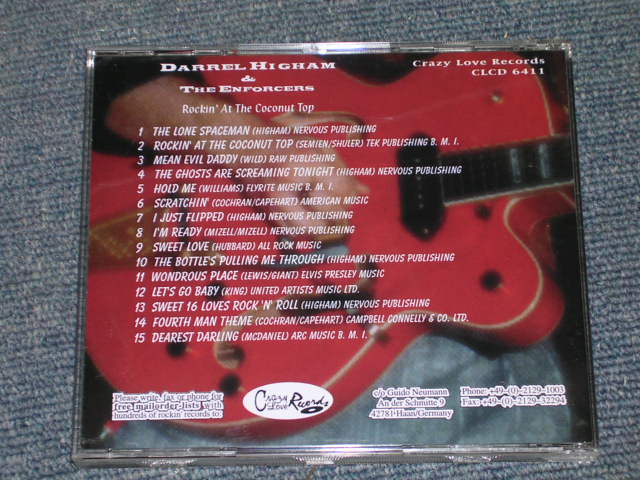 DARREL HIGHAM
&
THE ENFORCERS
Rockin' At The Coconut Top
Crazy Love Records
CLCD 6411
1 THE LONE SPACEMAN (HIGHAM) NERVOUS PUBLISHING
2 ROCKIN' AT THE COCONUT TOP (SEMIEN/SHULER) TEK PUBLISHING B. M. I.
3 MEAN EVIL DADDY (WILD) RAW PUBLISHING
4 THE GHOSTS ARE SCREAMING TONIGHT (HIGHAM) NERVOUS PUBLISHING
5 HOLD ME (WILLIAMS) FLYRITE MUSIC B. M. I.
6 SCRATCHIN' (COCHRAN/CAPEHART) AMERICAN MUSIC
7 I JUST FLIPPED (HIGHAM) NERVOUS PUBLISHING
8 I'M READY (MIZELL/MIZELL) NERVOUS PUBLISHING
9 SWEET LOVE (HUBBARD) ALL ROCK MUSIC
10 THE BOTTLE'S PULLING ME THROUGH (HIGHAM) NERVOUS PUBLISHING
11 WONDROUS PLACE (LEWIS/GIANT) ELVIS PRESLEY MUSIC
12 LET'S GO BABY (KING) UNITED ARTISTS MUSIC LTD.
13 SWEET 16 LOVES ROCK 'N' ROLL (HIGHAM) NERVOUS PUBLISHING
14 FOURTH MAN THEME (COCHRAN/CAPEHART) CAMPBELL CONNELLY & CO. LTD.
15 DEAREST DARLING (MCDANIEL) ARC MUSIC B. M. I.
Please write, fax or phone for
free mailorder-lists with
hundreds of rockin' records to:
Crazy Love Records
c/o Guido Neumann
An der Schmitte 9
42781 Haan/Germany
Phone: +49-(0)-2129-1003
Fax: +49-(0)-2129-32294